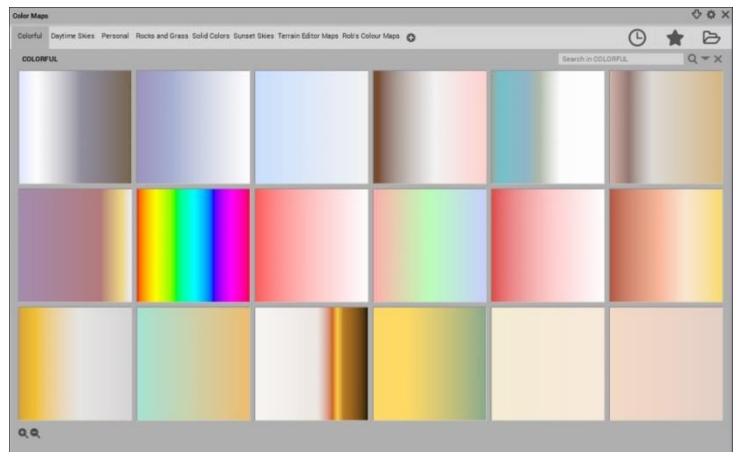 Color Maps
Colorful Daytime Skies Personal Rocks and Grass Solid Colors Sunset Skies Terrain Editor Maps Rob's Colour Maps
COLORFUL Search in COLORFUL